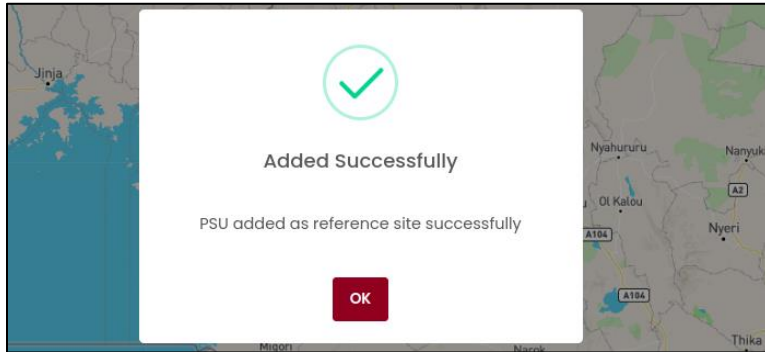 Jinja
Added Successfully
PSU added as reference site successfully
OK
Nyahururu
Nanyuk
A2
Ol Kalou
Nyeri
A104
A104
Thika
Migori
Narok